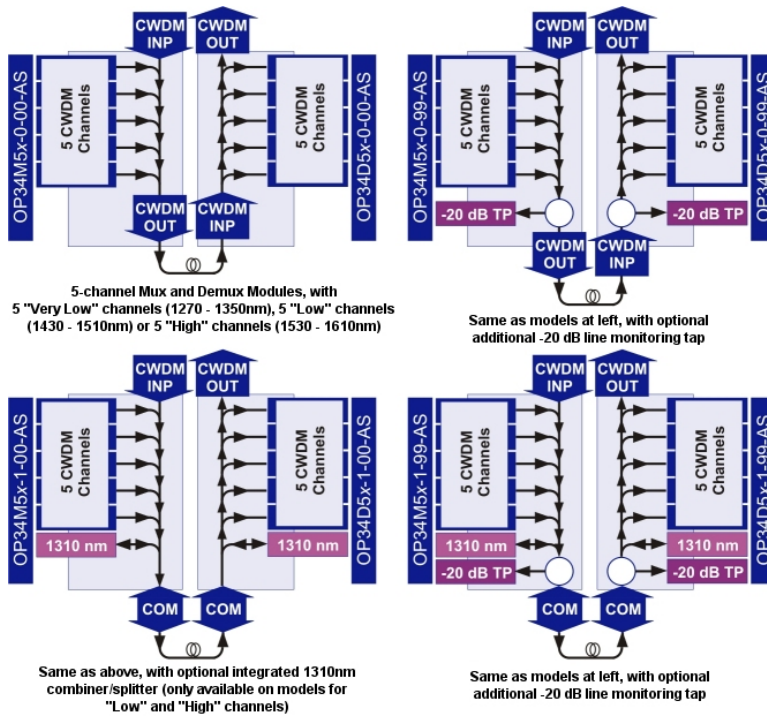 CWDM
INP
CWDM
OUT
OP34M5x-0-00-AS
5 CWDM
Channels
5 CWDM
Channels
OP34D5x-0-00-AS
CWDM
OUT
CWDM
INP
5-channel Mux and Demux Modules, with
5 "Very Low" channels (1270 - 1350nm), 5 "Low" channels
(1430 - 1510nm) or 5 "High" channels (1530 - 1610nm)
CWDM
INP
CWDM
OUT
OP34M5x-0-99-AS
5 CWDM
Channels
5 CWDM
Channels
OP34D5x-0-99-AS
-20 dB TP
-20 dB TP
CWDM
OUT
CWDM
INP
Same as models at left, with optional
additional -20 dB line monitoring tap
CWDM
INP
CWDM
OUT
OP34M5x-1-00-AS
5 CWDM
Channels
5 CWDM
Channels
OP34D5x-1-00-AS
1310 nm
1310 nm
COM
COM
Same as above, with optional integrated 1310nm
combiner/splitter (only available on models for
"Low" and "High" channels)
CWDM
INP
CWDM
OUT
OP34M5x-1-99-AS
5 CWDM
Channels
5 CWDM
Channels
OP34D5x-1-99-AS
1310 nm
1310 nm
-20 dB TP
-20 dB TP
COM
COM
Same as models at left, with optional
additional -20 dB line monitoring tap